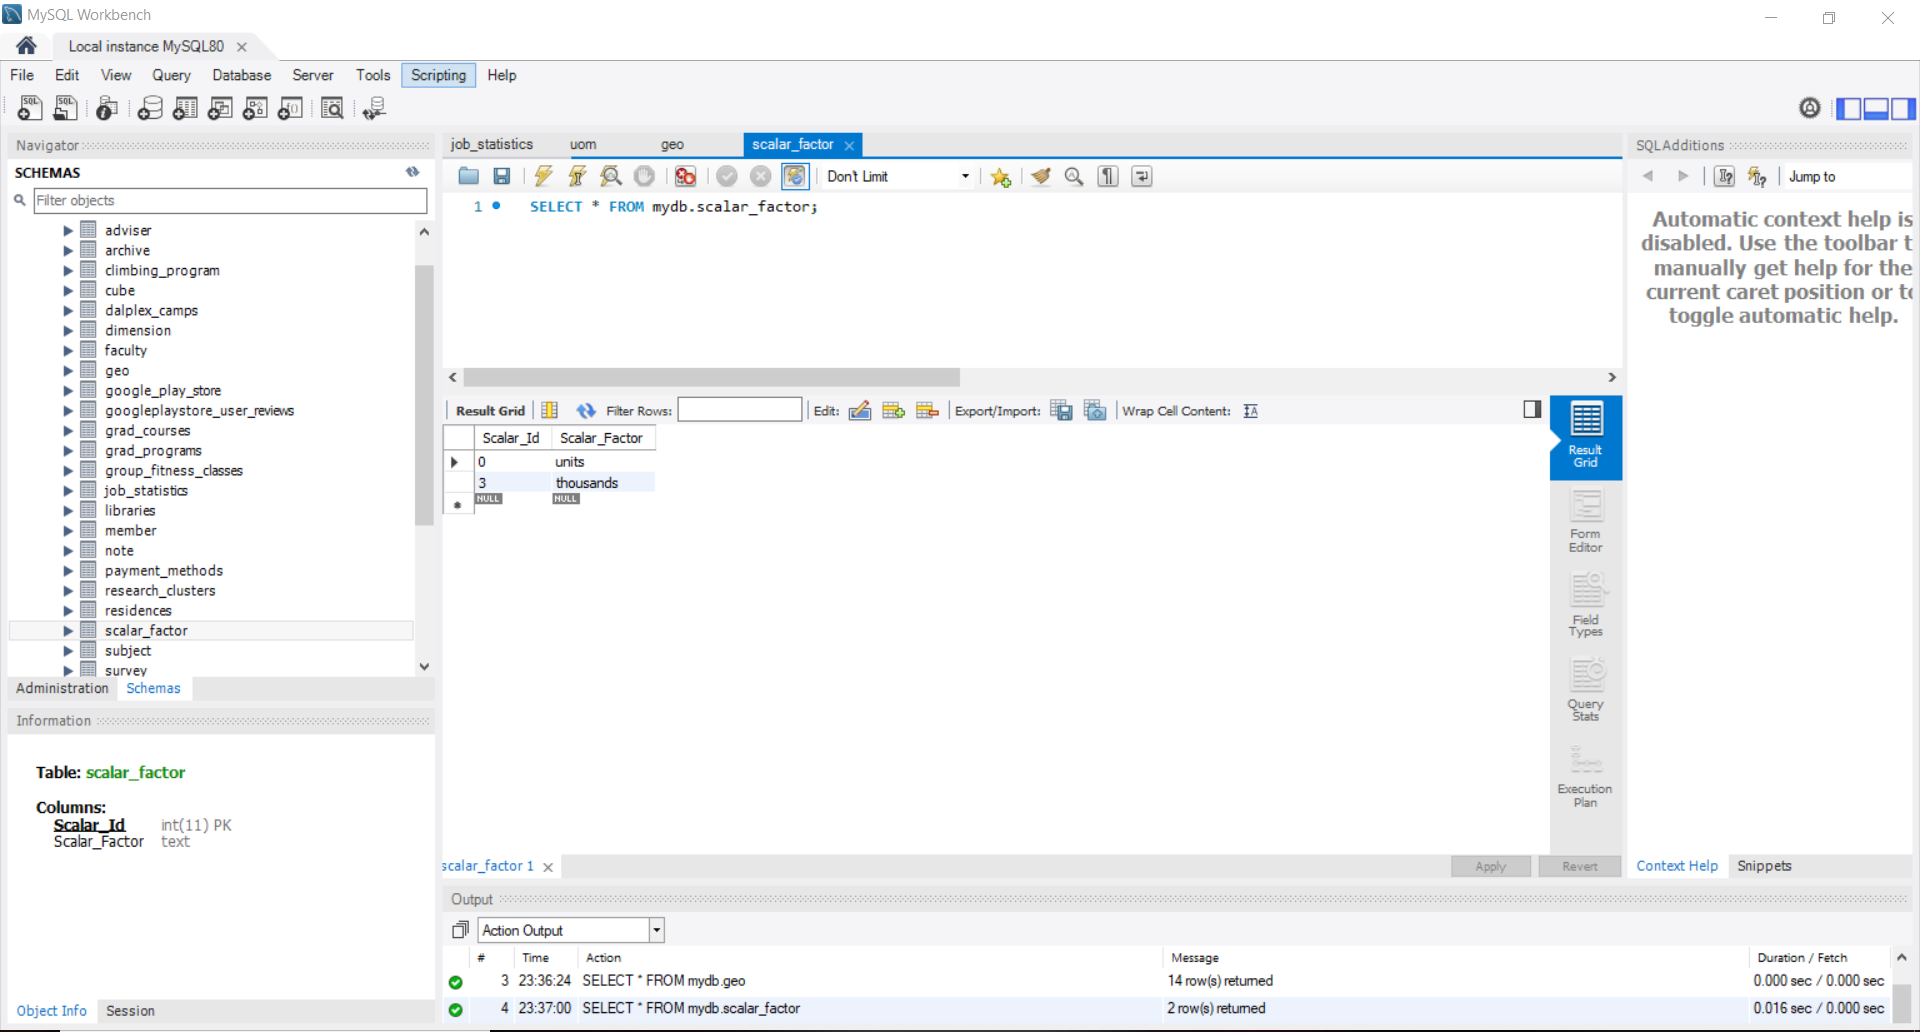 MySQL Workbench
Local instance MySQL80
File Edit View Query Database Server Tools Scripting Help
Navigator
SCHEMAS
Filter objects
adviser
archive
climbing_program
cube
dalplex_camps
dimension
faculty
geo
google_play_store
googleplaystore_user_reviews
grad_courses
grad_programs
group_fitness_classes
job_statistics
libraries
member
note
payment_methods
research_clusters
residences
scalar_factor
subject
survey
Administration Schemas
Information
Table: scalar_factor
Columns:
Scalar_Id int(11) PK
Scalar_Factor text
Object Info Session
job_statistics uom geo scalar_factor
Don't Limit
1 SELECT * FROM mydb.scalar_factor;
Result Grid Filter Rows: Edit: Export/Import: Wrap Cell Content:
Scalar_Id Scalar_Factor
0 units
3 thousands
NULL NULL
Result
Grid
Form
Editor
Field
Types
Query
Stats
Execution
Plan
scalar_factor 1
Apply Revert
Output
Action Output
# Time Action Message Duration / Fetch
3 23:36:24 SELECT * FROM mydb.geo 14 row(s) returned 0.000 sec / 0.000 sec
4 23:37:00 SELECT * FROM mydb.scalar_factor 2 row(s) returned 0.016 sec / 0.000 sec
SQLAdditions
Jump to
Automatic context help is
disabled. Use the toolbar t
manually get help for the
current caret position or to
toggle automatic help.
Context Help Snippets